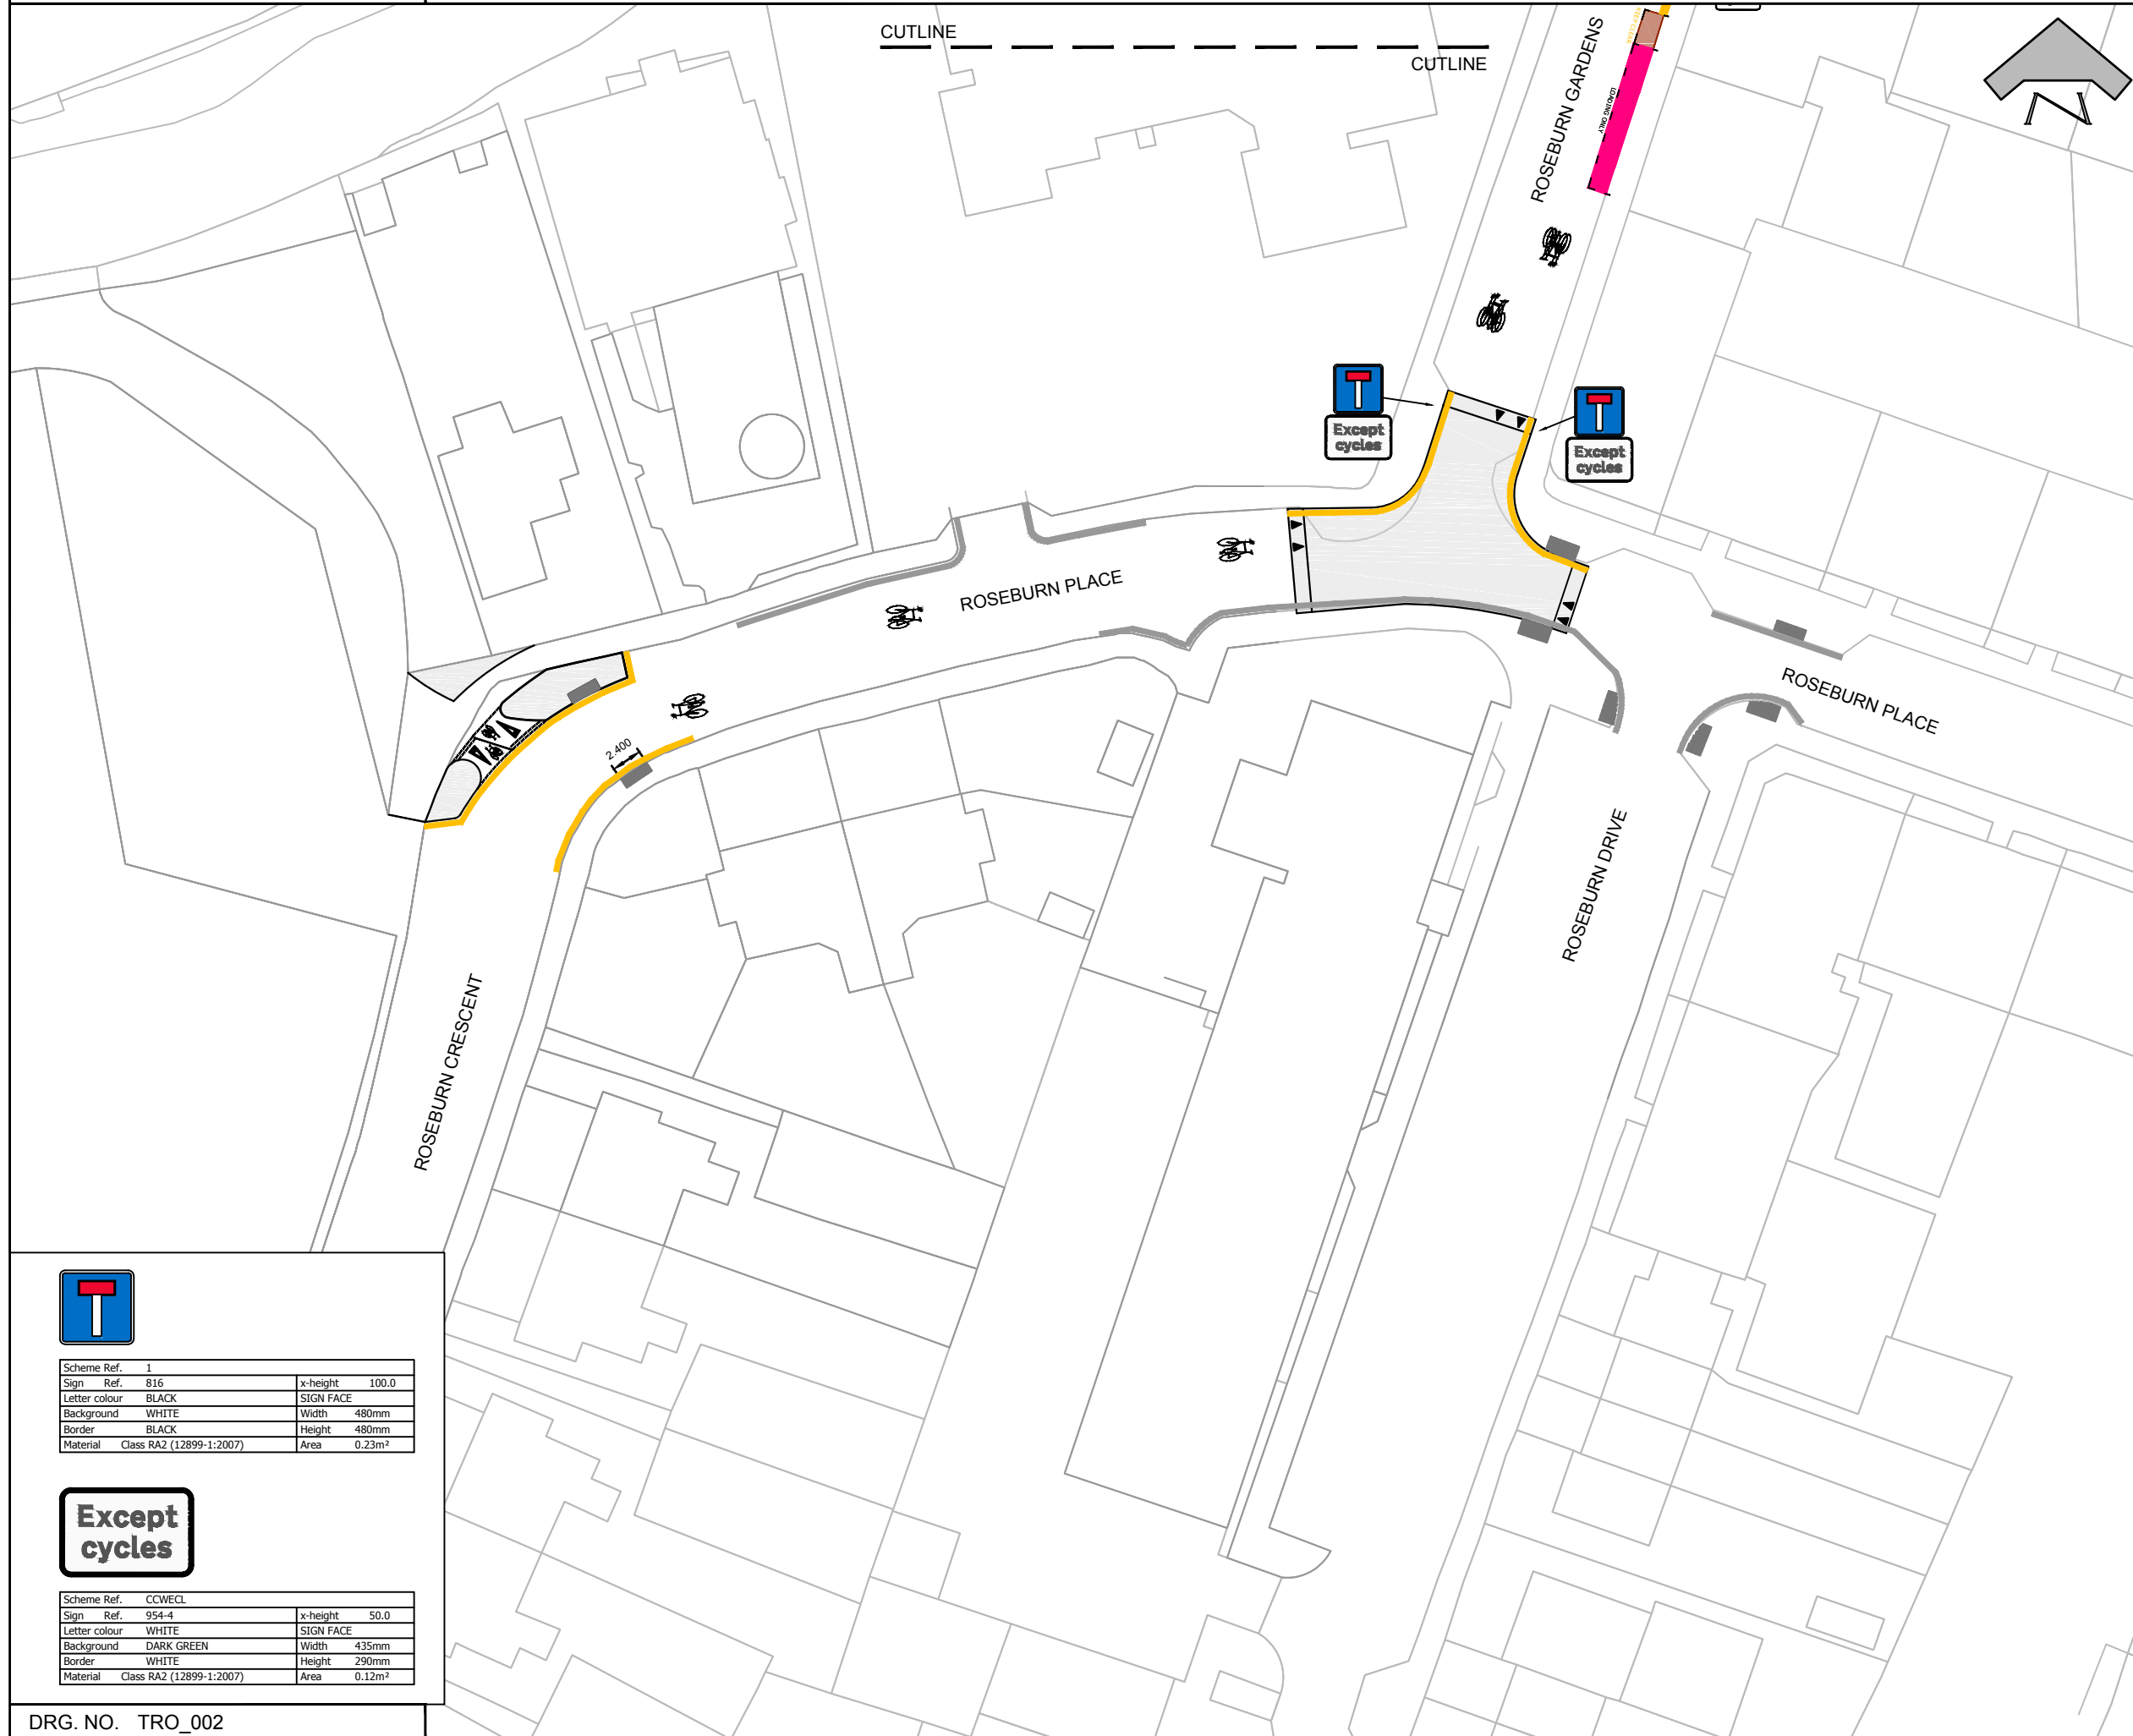 CUTLINE
CUTLINE
ROSEBURN GARDENS
KEEP CLEAR
LOADING ONLY
Except
cycles
Except
cycles
ROSEBURN PLACE
ROSEBURN PLACE
2.400
ROSEBURN DRIVE
ROSEBURN CRESCENT
Scheme Ref. 1
Sign Ref. 816 x-height 100.0
Letter colour BLACK SIGN FACE
Background WHITE Width 480mm
Border BLACK Height 480mm
Material Class RA2 (12899-1:2007) Area 0.23m²
Except
cycles
Scheme Ref. CCWECL
Sign Ref. 954-4 x-height 50.0
Letter colour WHITE SIGN FACE
Background DARK GREEN Width 435mm
Border WHITE Height 290mm
Material Class RA2 (12899-1:2007) Area 0.12m²
DRG. NO. TRO_002